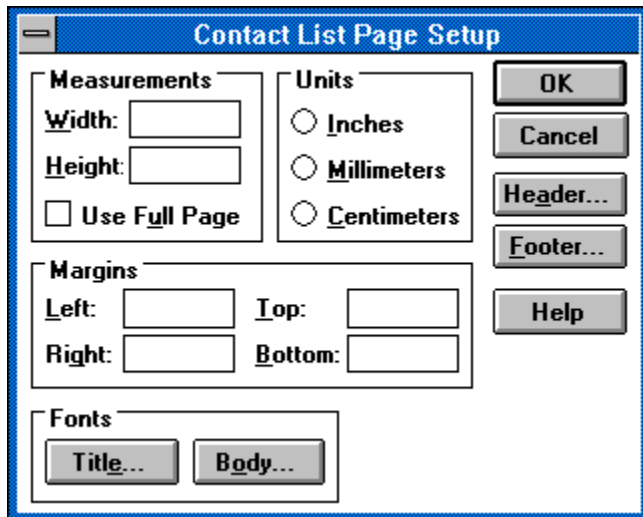 Contact List Page Setup
Measurements
Width:
Height:
Use Full Page
Units
Inches
Millimeters
Centimeters
OK
Cancel
Header...
Footer...
Help
Margins
Left:
Top:
Right:
Bottom:
Fonts
Title...
Body...